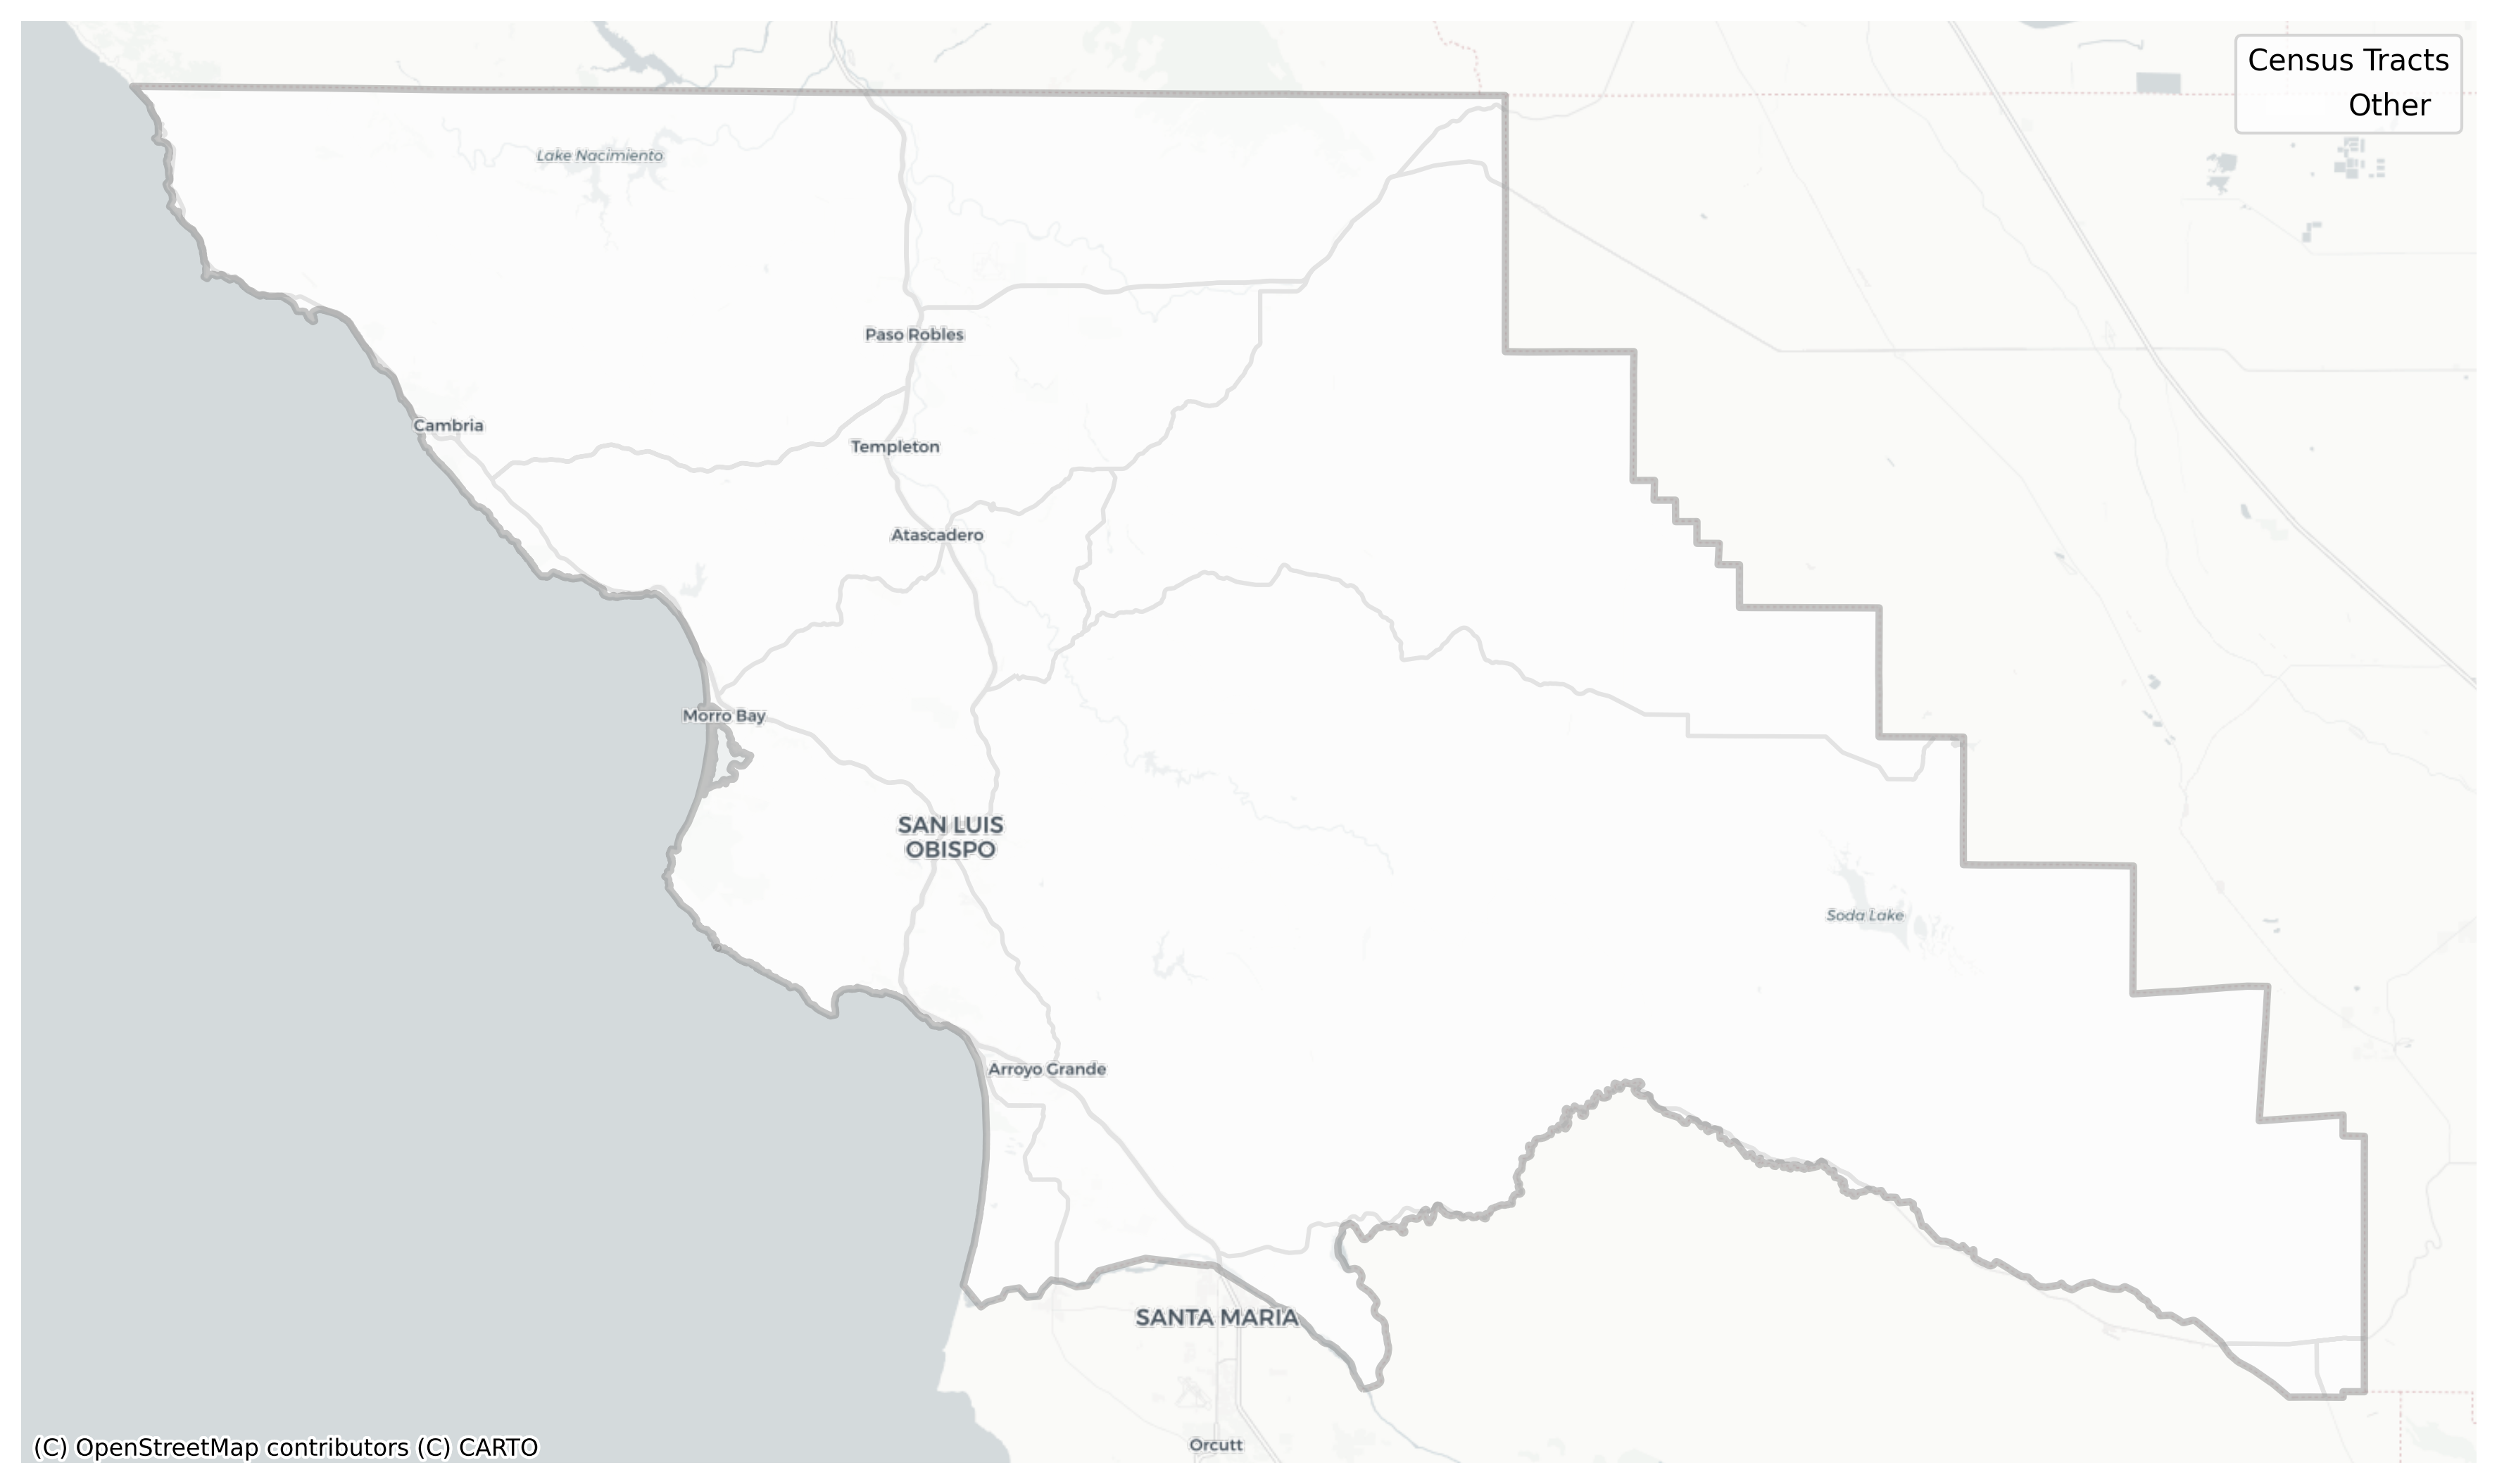 Census Tracts
Other
Lake Nacimiento
Paso Robles
Cambria
Templeton
Atascadero
Morro Bay
SAN LUIS
OBISPO
Soda Lake
Arroyo Grande
SANTA MARIA
Orcutt
(C) OpenStreetMap contributors (C) CARTO